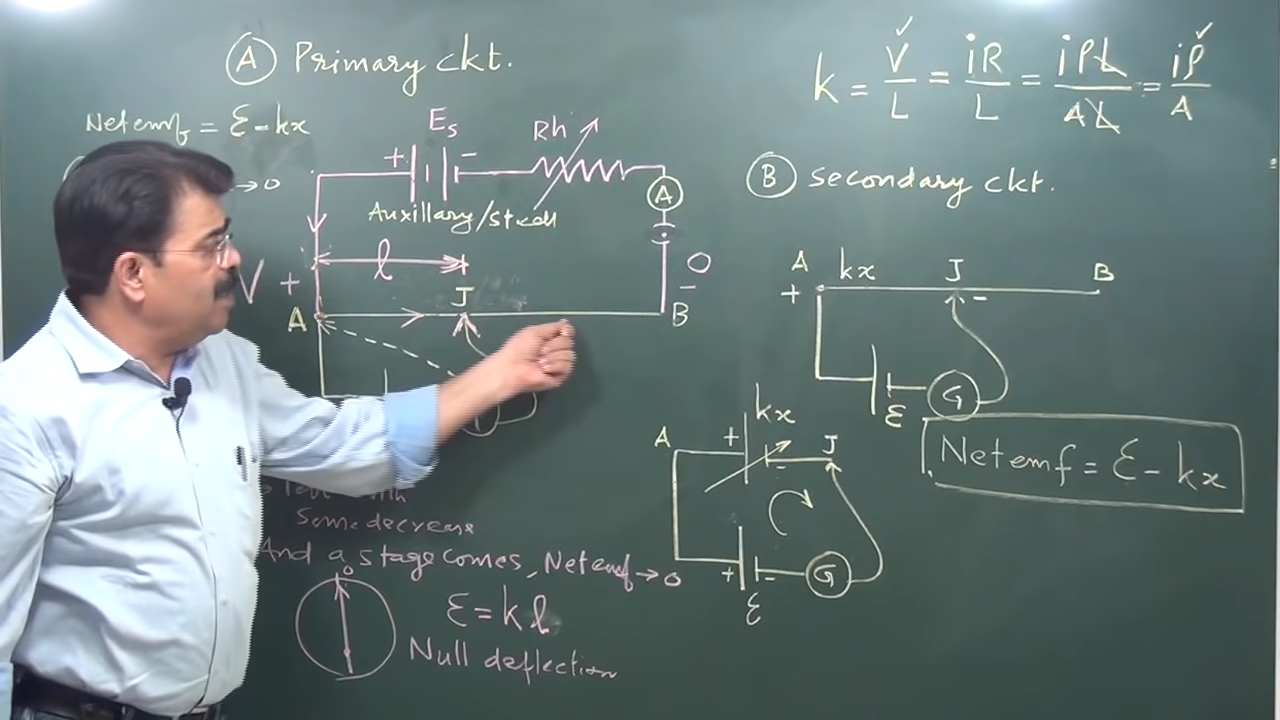 (A) Primary ckt.
Net emf = ε - kx
→ 0
Es
+ -
Rh
A
Auxillary/st.cell
l
V +
0
-
A
J
B
Some decrease
And a stage comes, Net emf → 0
0
ε = kl
Null deflection
k = V/L = iR/L = iρL/AL = iρ/A
(B) secondary ckt.
A kx J B
+ -
ε
G
kx
A + - J
+ -
ε
G
Net emf = ε - kx